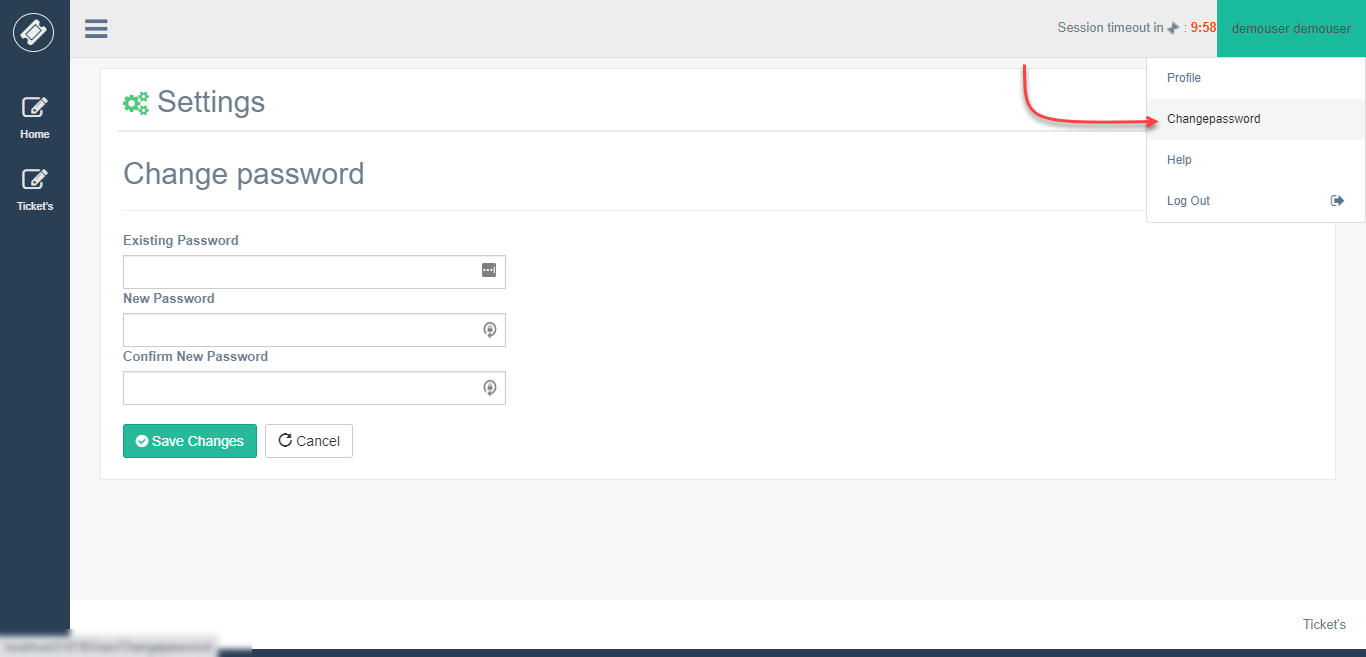 Session timeout in : 9:58
demouser demouser
Profile
Changepassword
Help
Log Out
Home
Ticket's
Settings
Change password
Existing Password
New Password
Confirm New Password
Save Changes
Cancel
Ticket's